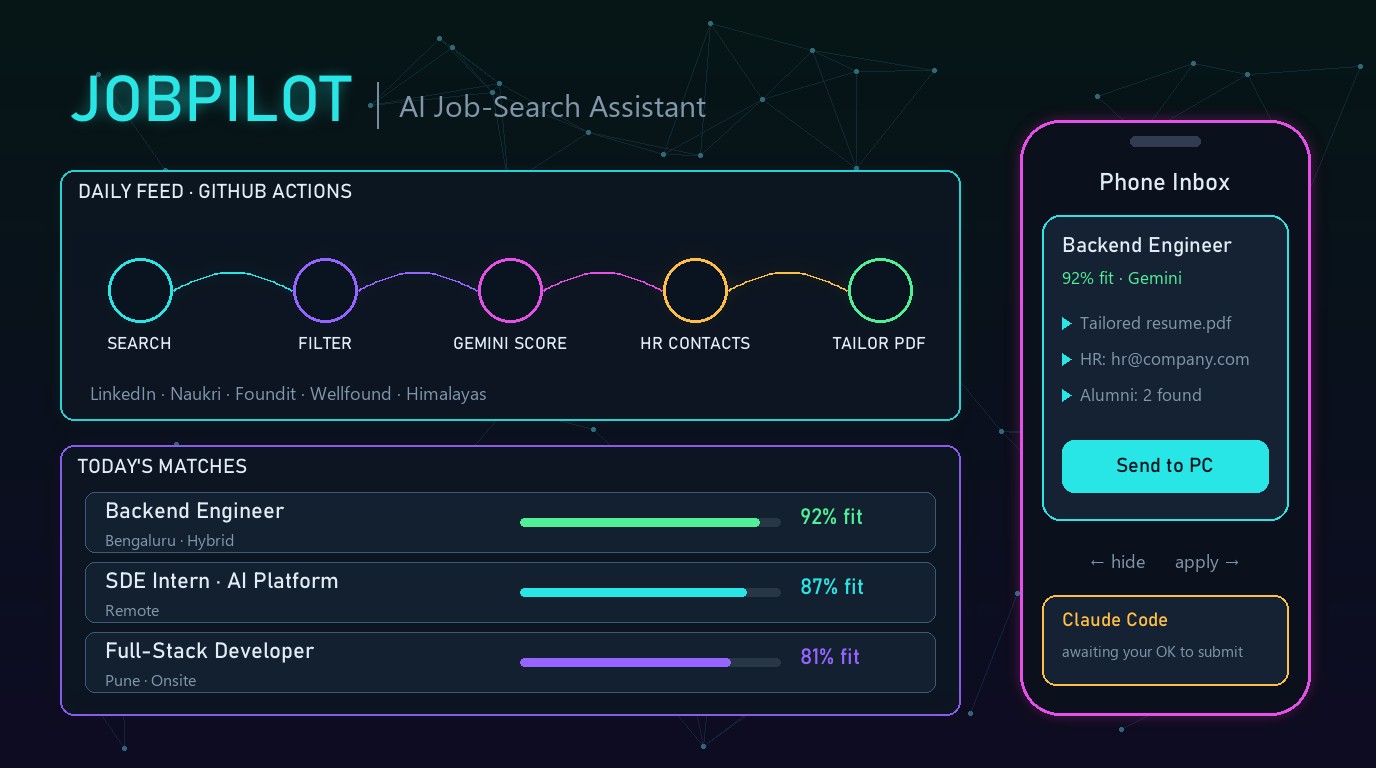 JOBPILOT | AI Job-Search Assistant
DAILY FEED · GITHUB ACTIONS
SEARCH FILTER GEMINI SCORE HR CONTACTS TAILOR PDF
LinkedIn · Naukri · Foundit · Wellfound · Himalayas
TODAY'S MATCHES
Backend Engineer
92% fit
Bengaluru · Hybrid
SDE Intern · AI Platform
87% fit
Remote
Full-Stack Developer
81% fit
Pune · Onsite
Phone Inbox
Backend Engineer
92% fit · Gemini
Tailored resume.pdf
HR: hr@company.com
Alumni: 2 found
Send to PC
← hide apply →
Claude Code
awaiting your OK to submit